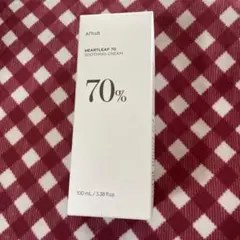 HEARTLEAF 70
SOOTHING CREAM
70%
100 mL / 3.38 fl.oz